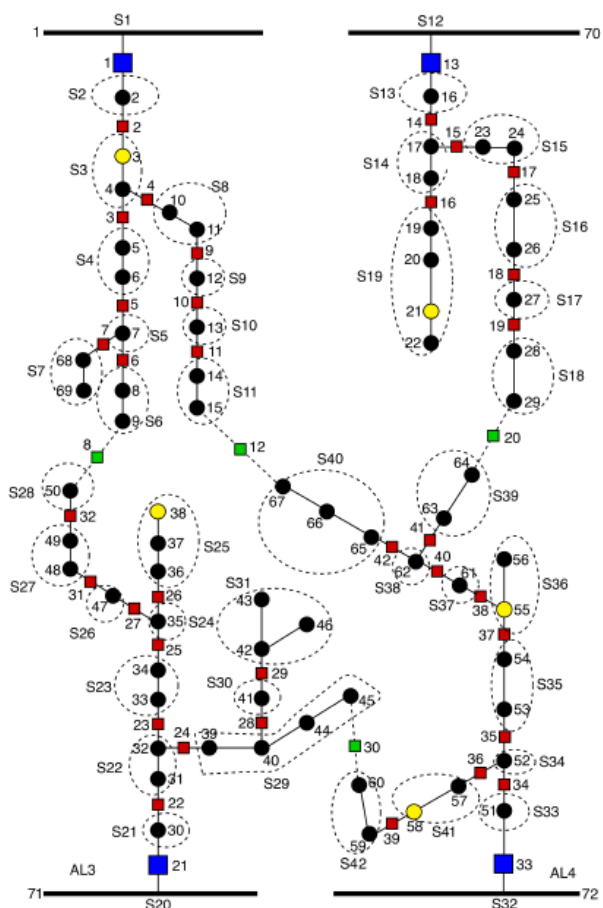 S1 S12
1 70
1 13
S2 2 S13 16
2 14 15 23 24
3 17 S15
S3 4 4 S8 S14 17
10 18 25
3 11 16 S16
5 9 19
S4 S9 20 26
6 12 S19 18
5 10 27 S17
7 7 S5 13 S10 21 19
68 6 11 22 28
S7 8 14 S11 S18
69 15 29
9 S6
8 12 20
S40 64
S28 50 38 67 S39
32 66 63
49 37 S25 41 56
48 65 40 S36
S27 36 42 62 61
31 26 S31 S38 S37 38 55
47 27 35 S24 43 46 37
S26 25 42 54
34 29 S35
S23 S30 53
33 41 45 35
23 24 39 28 44 36 52 S34
32 30 34
S22 40 60 57 S33
31 S29 58 51
22 S41
S21 30 59 39
S42
AL3 21 33 AL4
71 72
S20 S32